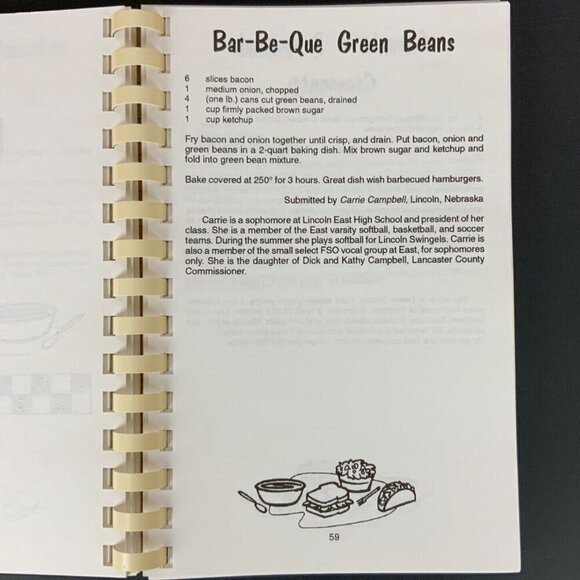 Bar-Be-Que Green Beans
6 slices bacon
1 medium onion, chopped
4 (one lb.) cans cut green beans, drained
1 cup firmly packed brown sugar
1 cup ketchup
Fry bacon and onion together until crisp, and drain. Put bacon, onion and
green beans in a 2-quart baking dish. Mix brown sugar and ketchup and
fold into green bean mixture.
Bake covered at 250° for 3 hours. Great dish wish barbecued hamburgers.
Submitted by Carrie Campbell, Lincoln, Nebraska
Carrie is a sophomore at Lincoln East High School and president of her
class. She is a member of the East varsity softball, basketball, and soccer
teams. During the summer she plays softball for Lincoln Swingels. Carrie is
also a member of the small select FSO vocal group at East, for sophomores
only. She is the daughter of Dick and Kathy Campbell, Lancaster County
Commissioner.
59